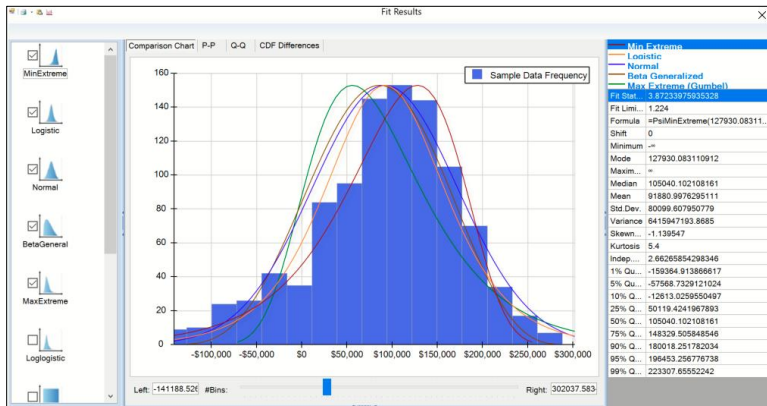 Fit Results
MinExtreme
Logistic
Normal
BetaGeneral
MaxExtreme
Loglogistic
Comparison Chart P-P Q-Q CDF Differences
Sample Data Frequency
160
140
120
100
80
60
40
20
0
-$100,000 -$50,000 $0 $50,000 $100,000 $150,000 $200,000 $250,000 $300,000
Left: -141188.526 #Bins: Right: 302037.583
Min Extreme
Logistic
Normal
Beta Generalized
Max Extreme (Gumbel)
Fit Stat... 3.87233975935328
Fit Limi... 1.224
Formula =PsiMinExtreme(127930.08311...
Shift 0
Minimum -∞
Mode 127930.083110912
Maxim... ∞
Median 105040.102108161
Mean 91880.9976295111
Std.Dev. 80099.607950779
Variance 6415947193.8685
Skewn... -1.139547
Kurtosis 5.4
Indep.... 2.66265854298346
1% Qu... -159364.913866617
5% Qu... -57568.7329121024
10% Q... -12613.0259550497
25% Q... 50119.4241967893
50% Q... 105040.102108161
75% Q... 148329.505848546
90% Q... 180018.251782034
95% Q... 196453.256776738
99% Q... 223307.65552242